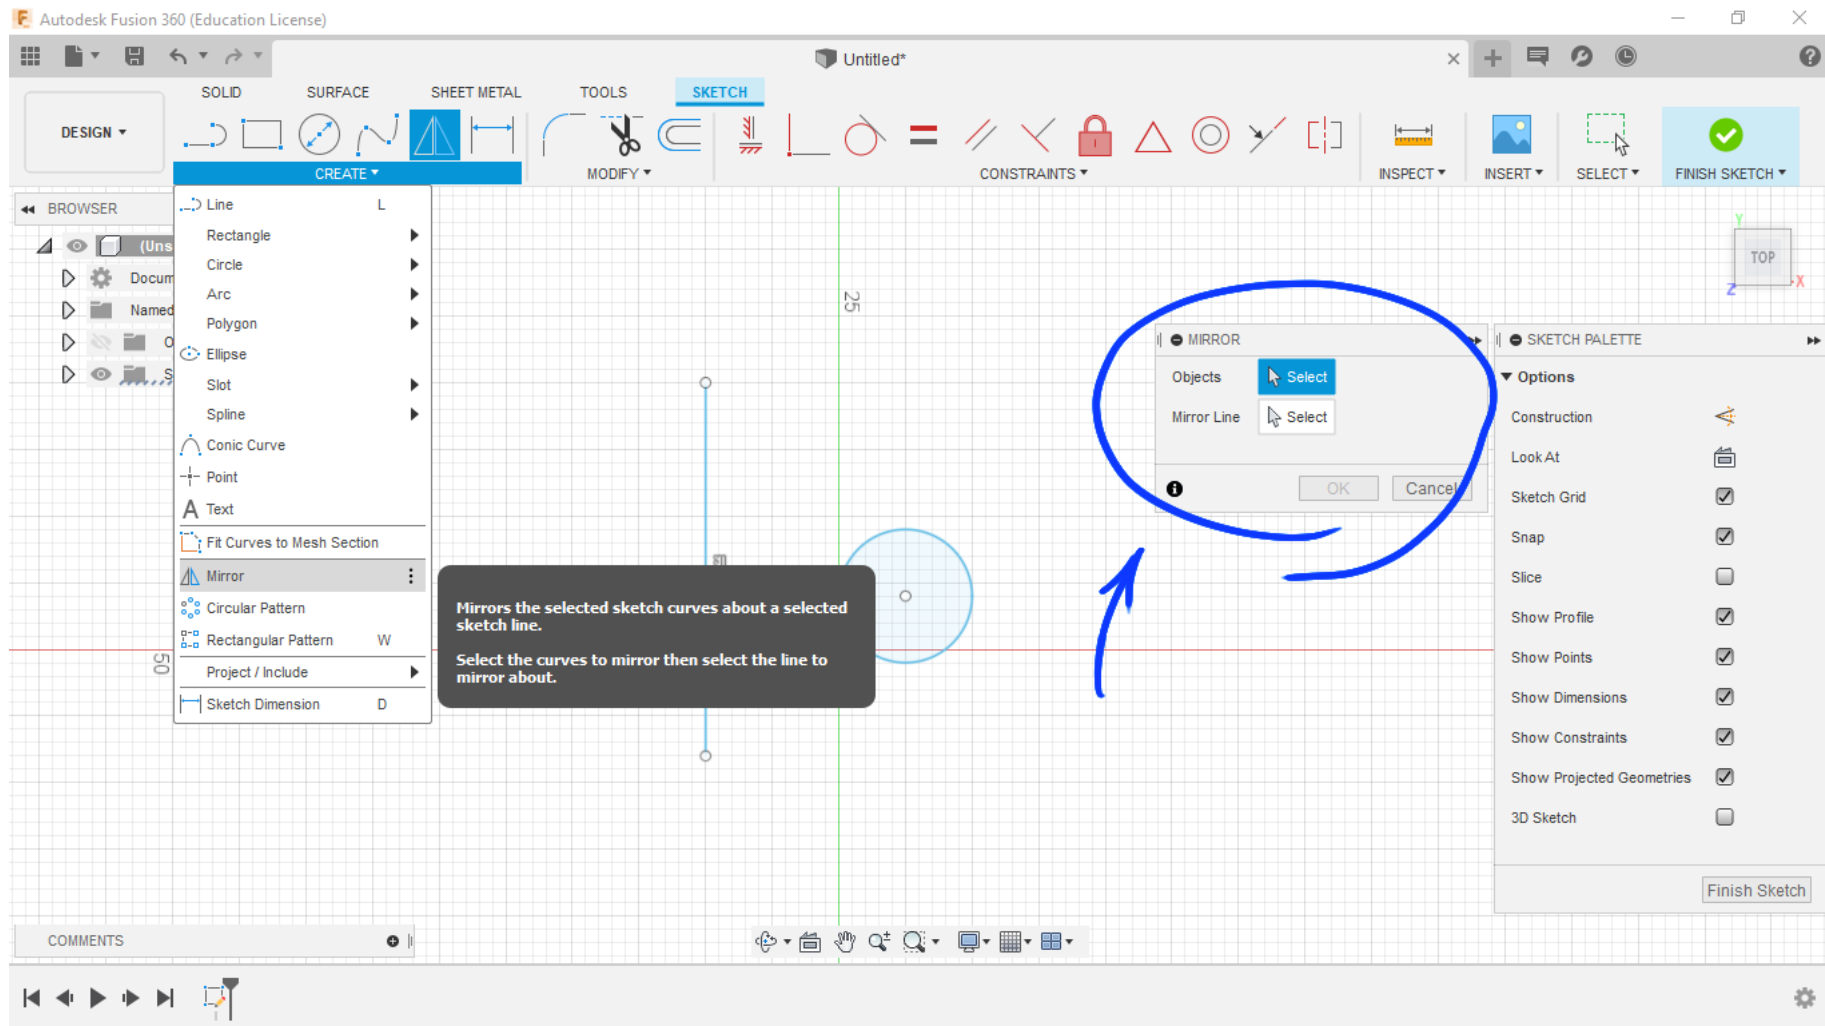 Autodesk Fusion 360 (Education License)
Untitled*
SOLID
SURFACE
SHEET METAL
TOOLS
SKETCH
DESIGN
CREATE
MODIFY
CONSTRAINTS
INSPECT
INSERT
SELECT
FINISH SKETCH
BROWSER
(Uns
Docum
Named
O
S
Line L
Rectangle
Circle
Arc
Polygon
Ellipse
Slot
Spline
Conic Curve
Point
A Text
Fit Curves to Mesh Section
Mirror
Circular Pattern
Rectangular Pattern W
Project / Include
Sketch Dimension D
Mirrors the selected sketch curves about a selected
sketch line.
Select the curves to mirror then select the line to
mirror about.
25
50
Y
TOP
X
Z
MIRROR
Objects Select
Mirror Line Select
OK Cancel
SKETCH PALETTE
Options
Construction
Look At
Sketch Grid
Snap
Slice
Show Profile
Show Points
Show Dimensions
Show Constraints
Show Projected Geometries
3D Sketch
Finish Sketch
COMMENTS